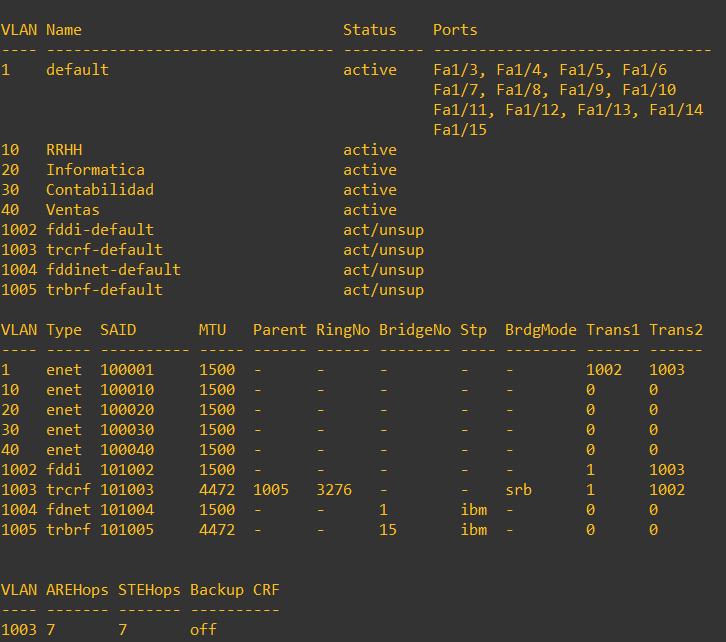 VLAN Name                             Status    Ports
---- -------------------------------- --------- -------------------------------
1    default                          active    Fa1/3, Fa1/4, Fa1/5, Fa1/6
                                                Fa1/7, Fa1/8, Fa1/9, Fa1/10
                                                Fa1/11, Fa1/12, Fa1/13, Fa1/14
                                                Fa1/15
10   RRHH                             active
20   Informatica                      active
30   Contabilidad                     active
40   Ventas                           active
1002 fddi-default                     act/unsup
1003 trcrf-default                    act/unsup
1004 fddinet-default                  act/unsup
1005 trbrf-default                    act/unsup
VLAN Type  SAID       MTU   Parent RingNo BridgeNo Stp  BrdgMode Trans1 Trans2
---- ----- ---------- ----- ------ ------ -------- ---- -------- ------ ------
1    enet  100001     1500  -      -      -        -    -        1002   1003
10   enet  100010     1500  -      -      -        -    -        0      0
20   enet  100020     1500  -      -      -        -    -        0      0
30   enet  100030     1500  -      -      -        -    -        0      0
40   enet  100040     1500  -      -      -        -    -        0      0
1002 fddi  101002     1500  -      -      -        -    -        1      1003
1003 trcrf 101003     4472  1005   3276   -        -    srb      1      1002
1004 fdnet 101004     1500  -      -      1        ibm  -        0      0
1005 trbrf 101005     4472  -      -      15       ibm  -        0      0
VLAN AREHops STEHops Backup CRF
---- ------- ------- ----------
1003 7       7       off